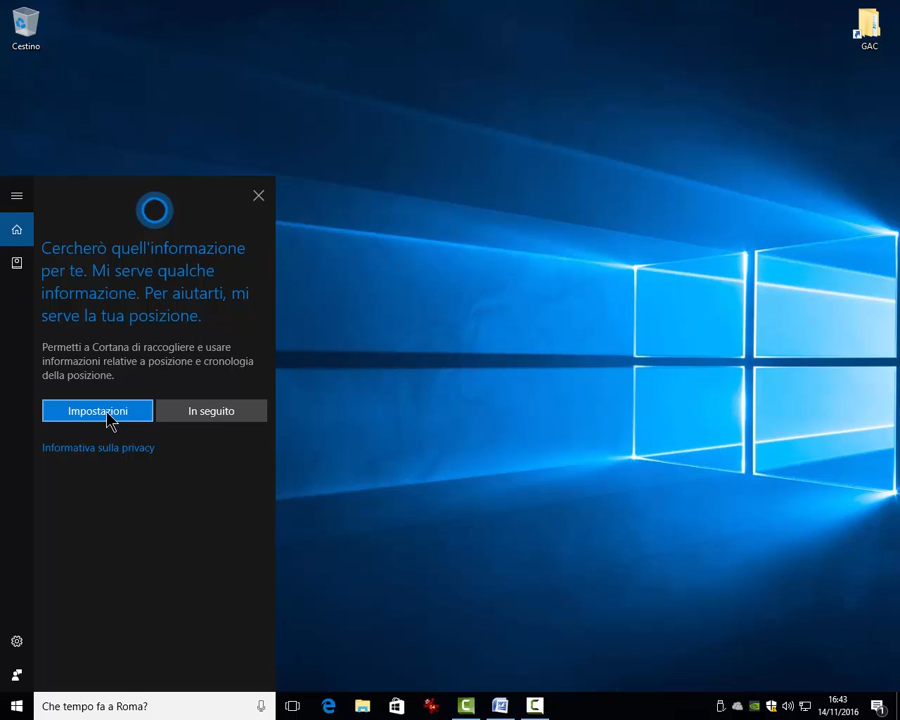 Cestino
GAC
Cercherò quell'informazione
per te. Mi serve qualche
informazione. Per aiutarti, mi
serve la tua posizione.
Permetti a Cortana di raccogliere e usare
informazioni relative a posizione e cronologia
della posizione.
Impostazioni
In seguito
Informativa sulla privacy
Che tempo fa a Roma?
16:43
14/11/2016
1